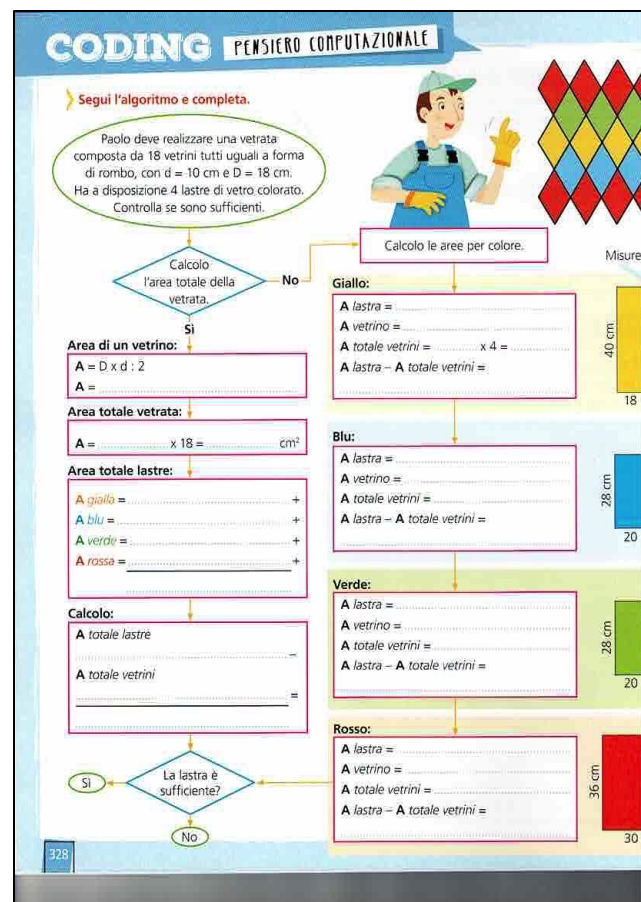 CODING PENSIERO COMPUTAZIONALE
Segui l'algoritmo e completa.
Paolo deve realizzare una vetrata
composta da 18 vetrini tutti uguali a forma
di rombo, con d = 10 cm e D = 18 cm.
Ha a disposizione 4 lastre di vetro colorato.
Controlla se sono sufficienti.
Calcolo
l'area totale della
vetrata.
No
Sì
Area di un vetrino:
A = D x d : 2
A =
Area totale vetrata:
A = x 18 = cm²
Area totale lastre:
A gialla = +
A blu = +
A verde = +
A rossa = +
Calcolo:
A totale lastre
–
A totale vetrini
=
La lastra è
sufficiente?
Sì
No
Calcolo le aree per colore.
Misure
Giallo:
A lastra =
A vetrino =
A totale vetrini = x 4 =
A lastra – A totale vetrini =
40 cm
18
Blu:
A lastra =
A vetrino =
A totale vetrini =
A lastra – A totale vetrini =
28 cm
20
Verde:
A lastra =
A vetrino =
A totale vetrini =
A lastra – A totale vetrini =
28 cm
20
Rosso:
A lastra =
A vetrino =
A totale vetrini =
A lastra – A totale vetrini =
36 cm
30
328